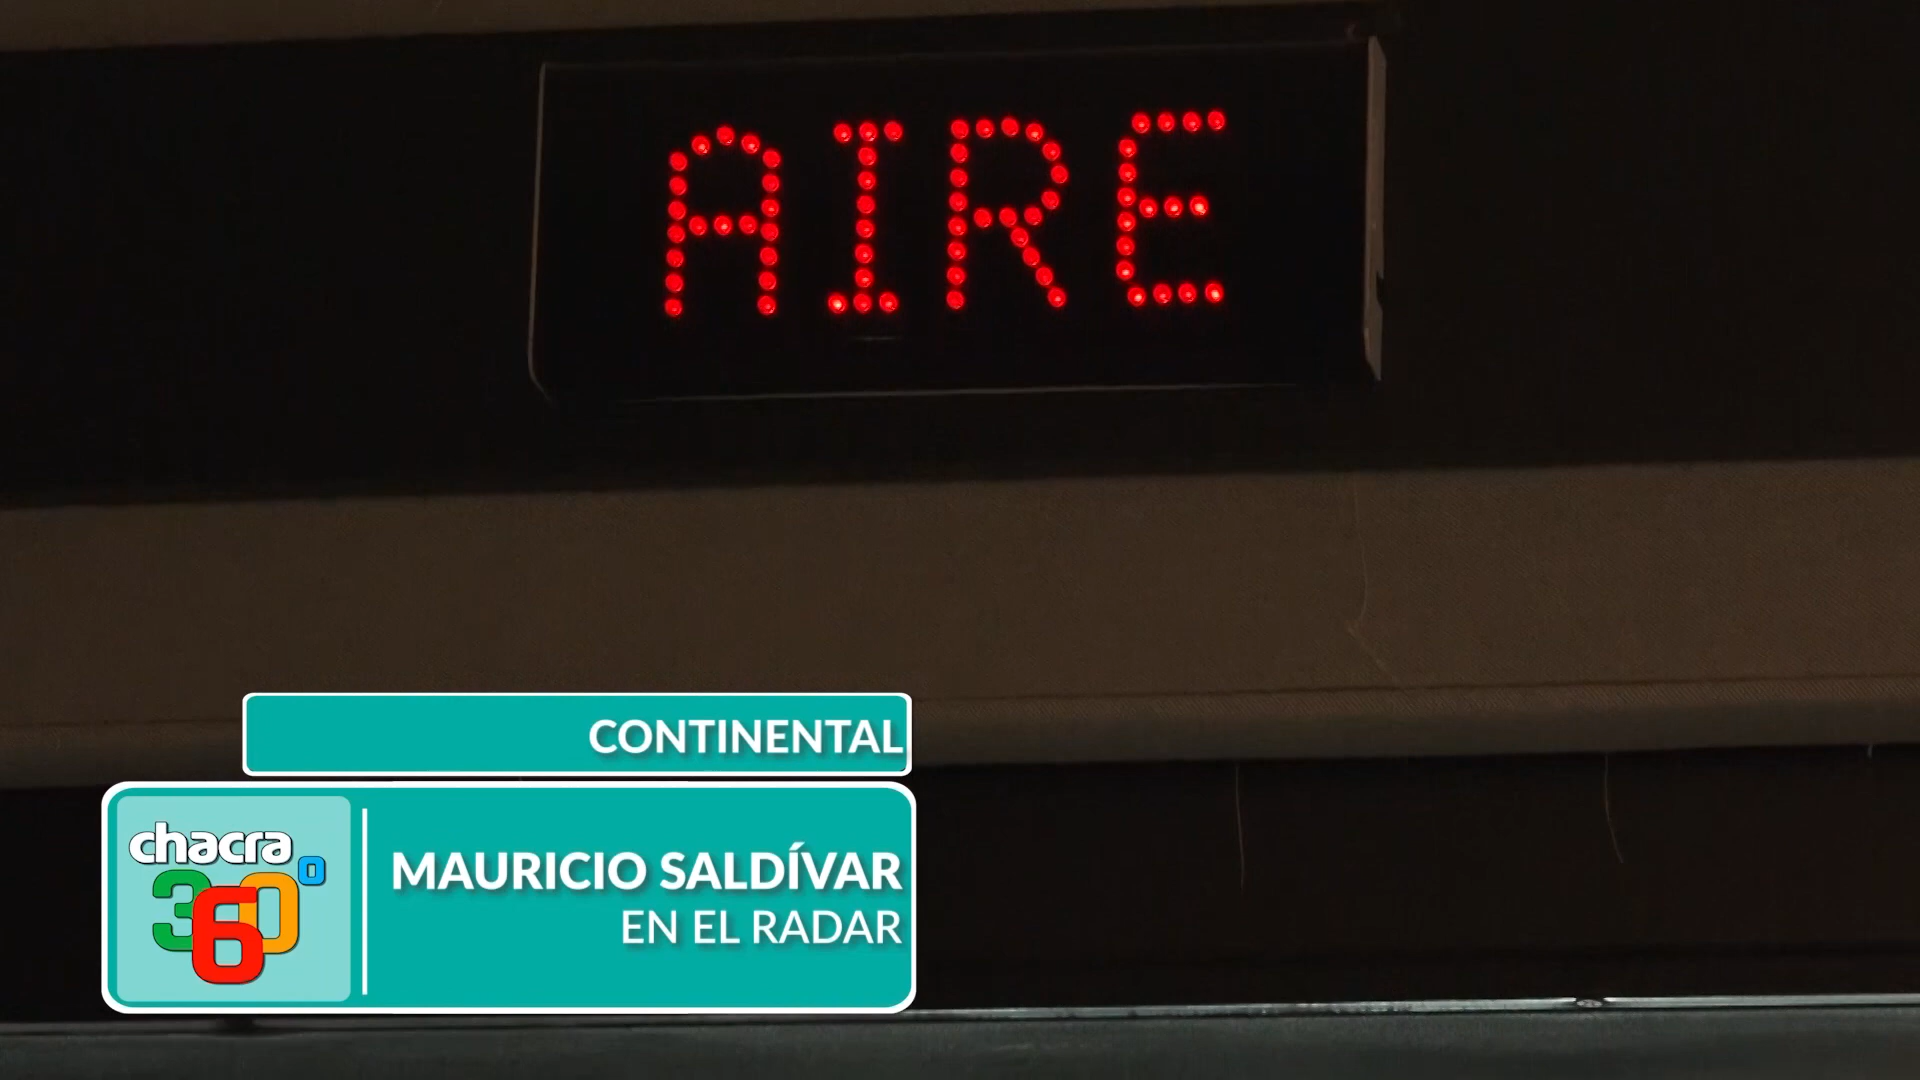 AIRE
CONTINENTAL
chacra
360°
MAURICIO SALDÍVAR
EN EL RADAR